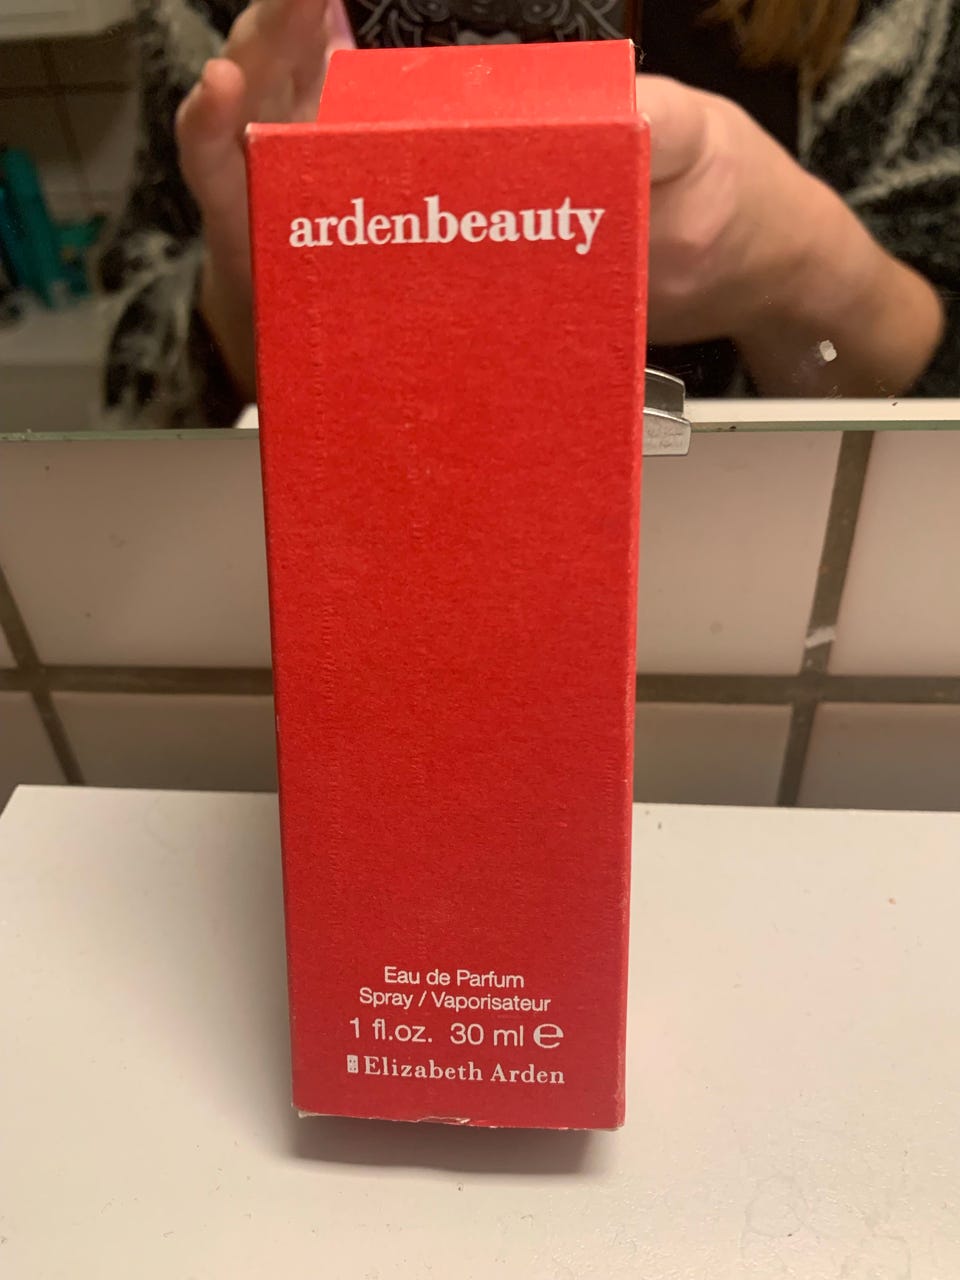 ardenbeauty
Eau de Parfum
Spray / Vaporisateur
1 fl.oz. 30 ml ℮
Elizabeth Arden